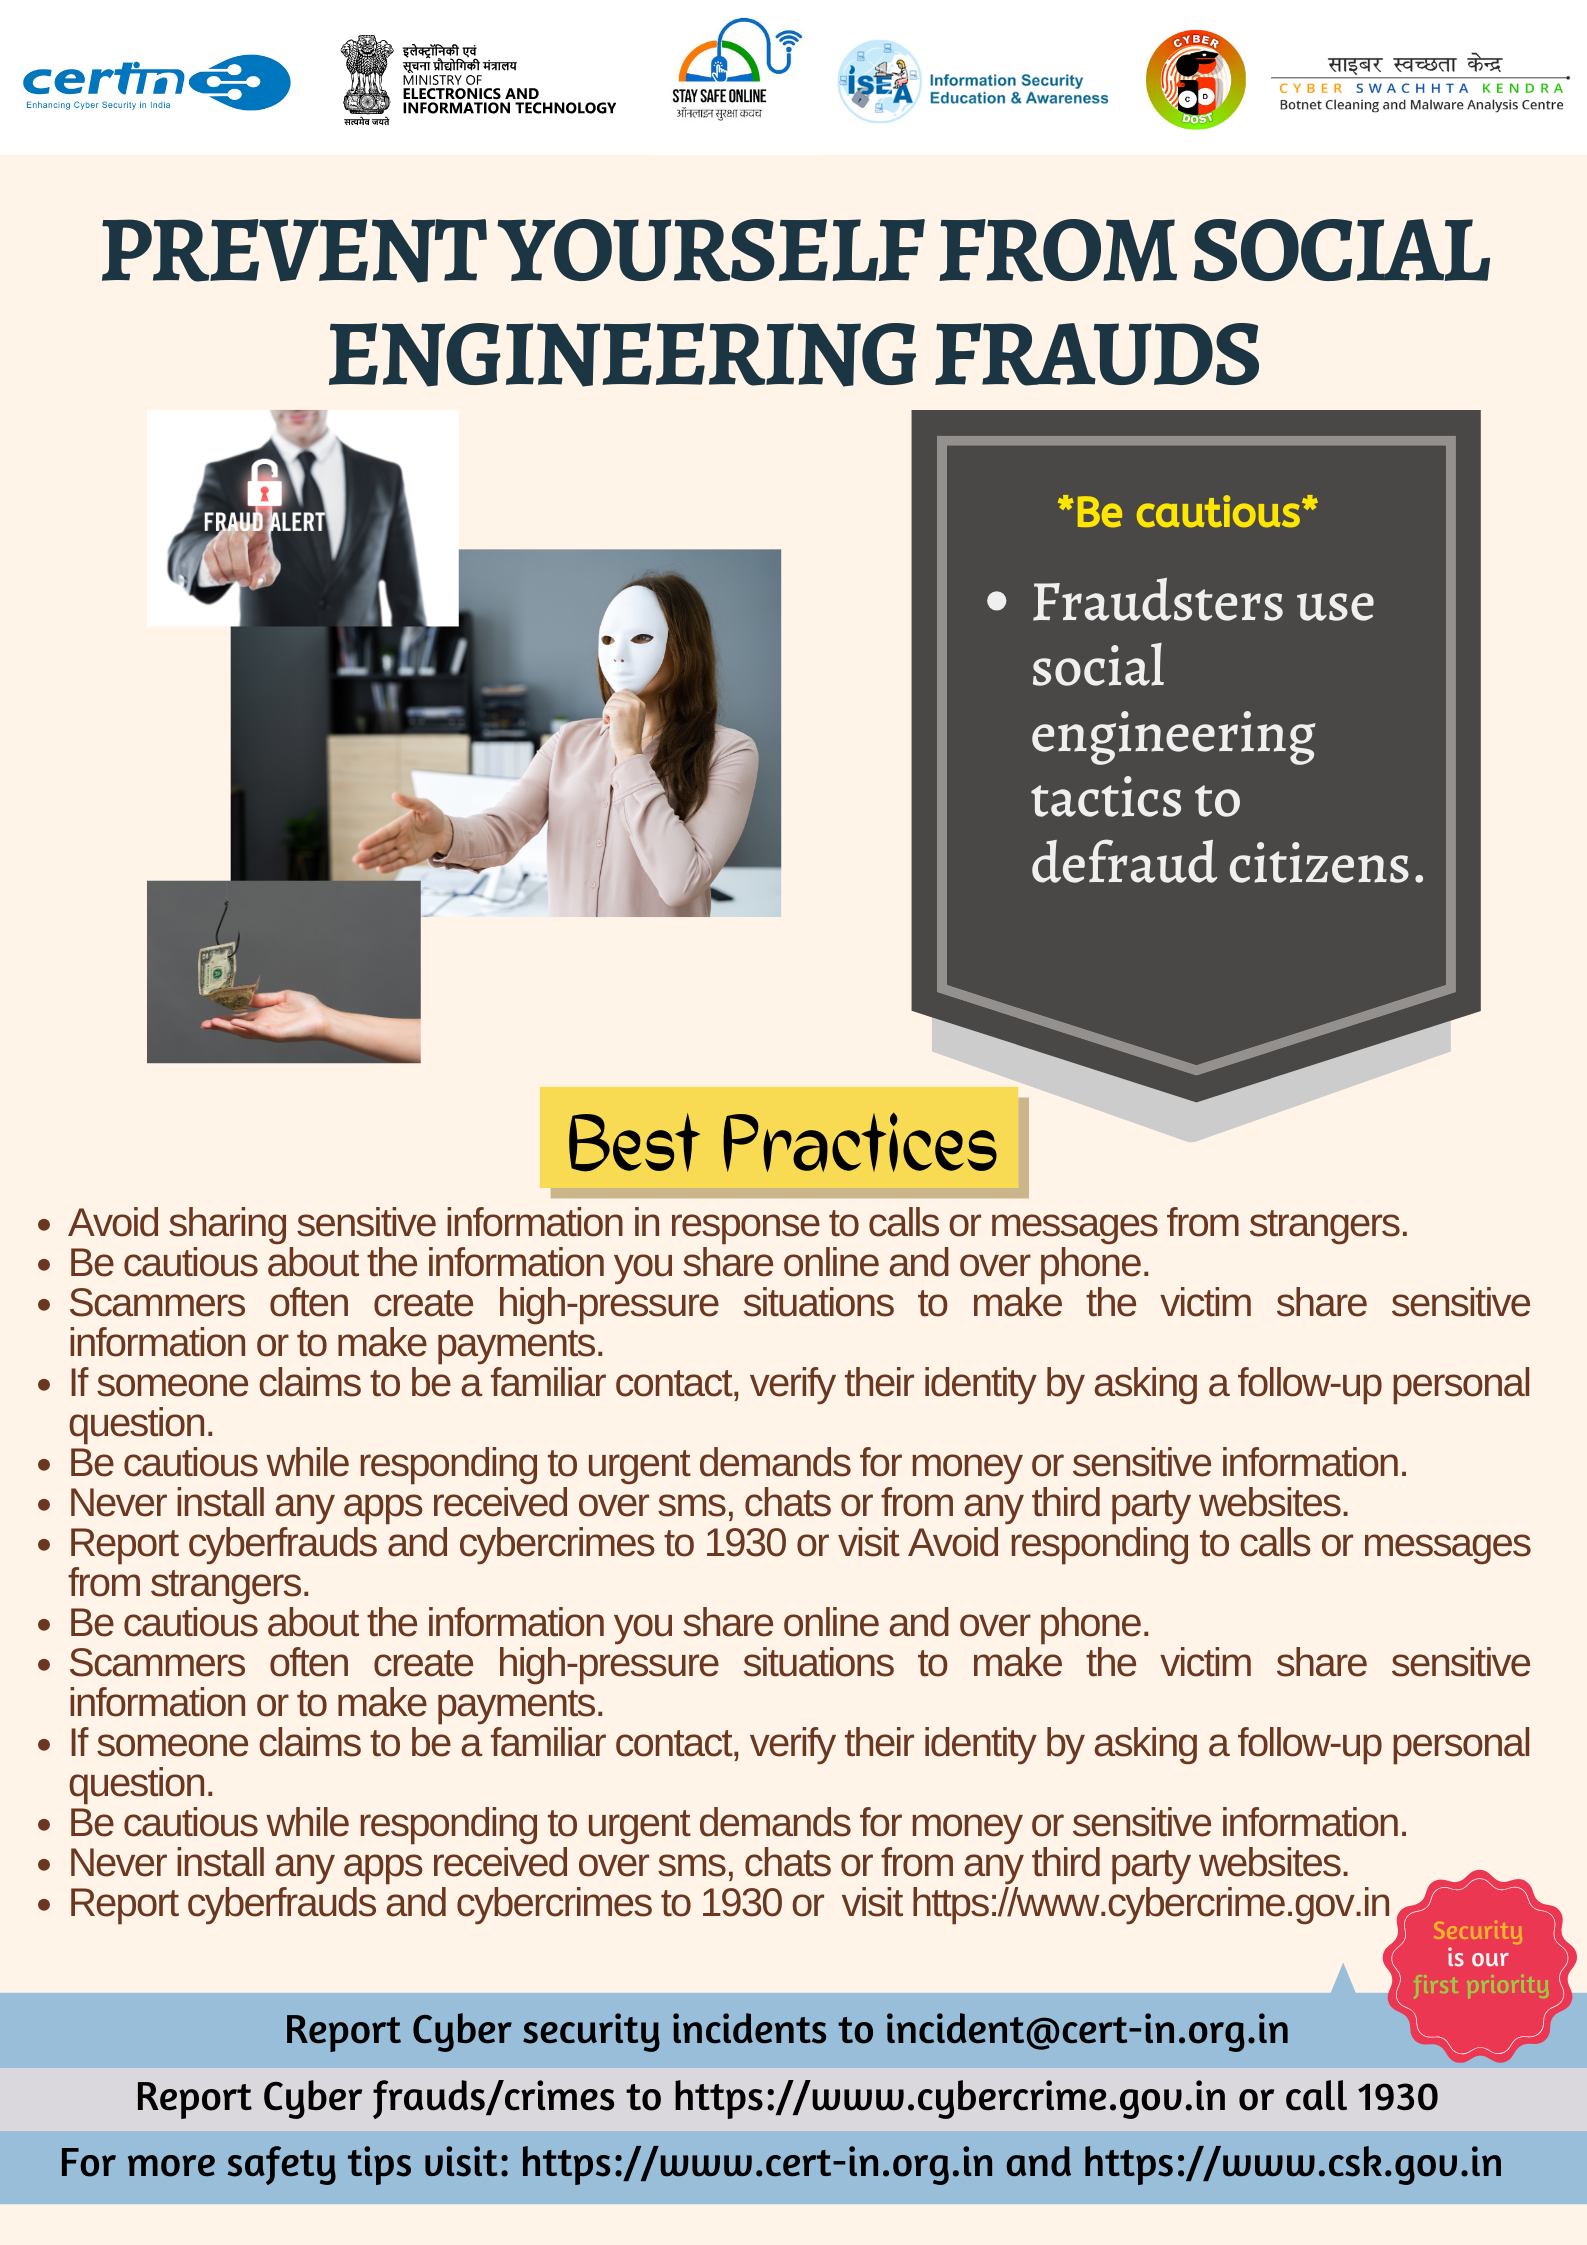 certin
Enhancing Cyber Security in India
इलेक्ट्रॉनिकी एवं
सूचना प्रौद्योगिकी मंत्रालय
MINISTRY OF
ELECTRONICS AND
INFORMATION TECHNOLOGY
सत्यमेव जयते
STAY SAFE ONLINE
ऑनलाइन सुरक्षा कवच
ISEA
Information Security
Education & Awareness
CYBER
C D
DOST
साइबर स्वच्छता केन्द्र
CYBER SWACHHTA KENDRA
Botnet Cleaning and Malware Analysis Centre
PREVENT YOURSELF FROM SOCIAL
ENGINEERING FRAUDS
FRAUD ALERT
*Be cautious*
• Fraudsters use
social
engineering
tactics to
defraud citizens.
Best Practices
• Avoid sharing sensitive information in response to calls or messages from strangers.
• Be cautious about the information you share online and over phone.
• Scammers often create high-pressure situations to make the victim share sensitive
information or to make payments.
• If someone claims to be a familiar contact, verify their identity by asking a follow-up personal
question.
• Be cautious while responding to urgent demands for money or sensitive information.
• Never install any apps received over sms, chats or from any third party websites.
• Report cyberfrauds and cybercrimes to 1930 or visit Avoid responding to calls or messages
from strangers.
• Be cautious about the information you share online and over phone.
• Scammers often create high-pressure situations to make the victim share sensitive
information or to make payments.
• If someone claims to be a familiar contact, verify their identity by asking a follow-up personal
question.
• Be cautious while responding to urgent demands for money or sensitive information.
• Never install any apps received over sms, chats or from any third party websites.
• Report cyberfrauds and cybercrimes to 1930 or visit https://www.cybercrime.gov.in
Security
is our
first priority
Report Cyber security incidents to incident@cert-in.org.in
Report Cyber frauds/crimes to https://www.cybercrime.gov.in or call 1930
For more safety tips visit: https://www.cert-in.org.in and https://www.csk.gov.in